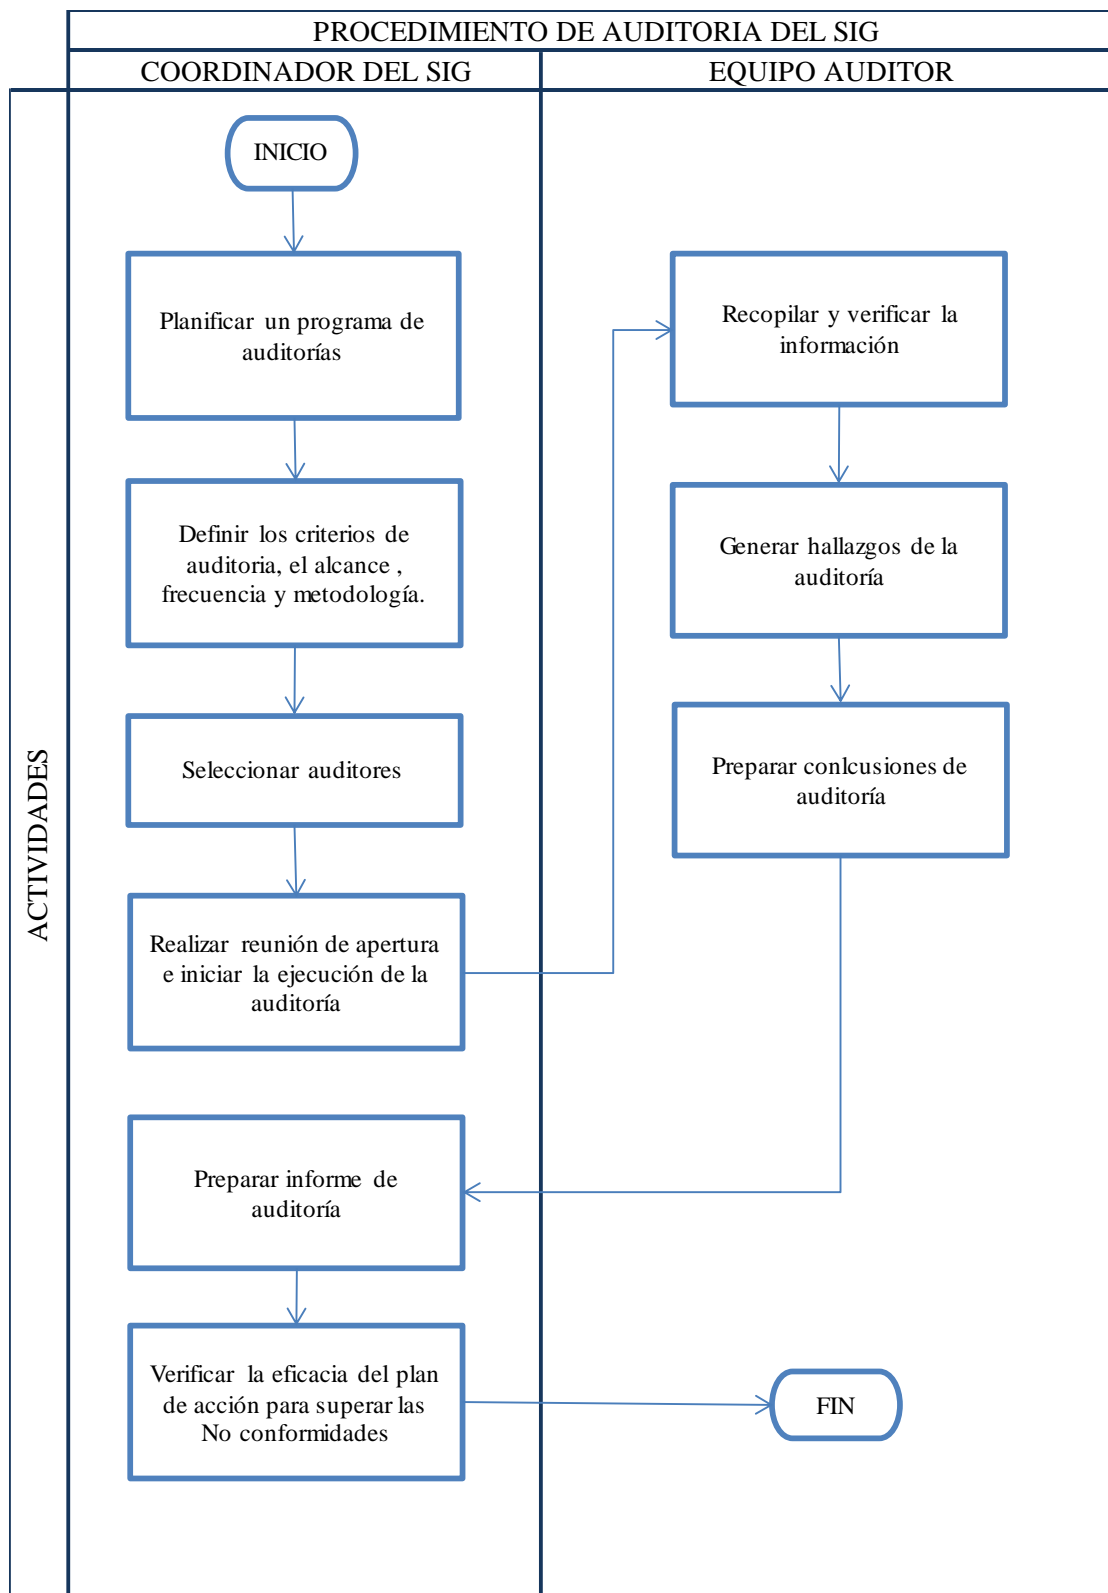 PROCEDIMIENTO DE AUDITORIA DEL SIG
COORDINADOR DEL SIG
EQUIPO AUDITOR
ACTIVIDADES
INICIO
Planificar un programa de
auditorías
Definir los criterios de
auditoria, el alcance ,
frecuencia y metodología.
Seleccionar auditores
Realizar reunión de apertura
e iniciar la ejecución de la
auditoría
Recopilar y verificar la
información
Generar hallazgos de la
auditoría
Preparar conlcusiones de
auditoría
Preparar informe de
auditoría
Verificar la eficacia del plan
de acción para superar las
No conformidades
FIN